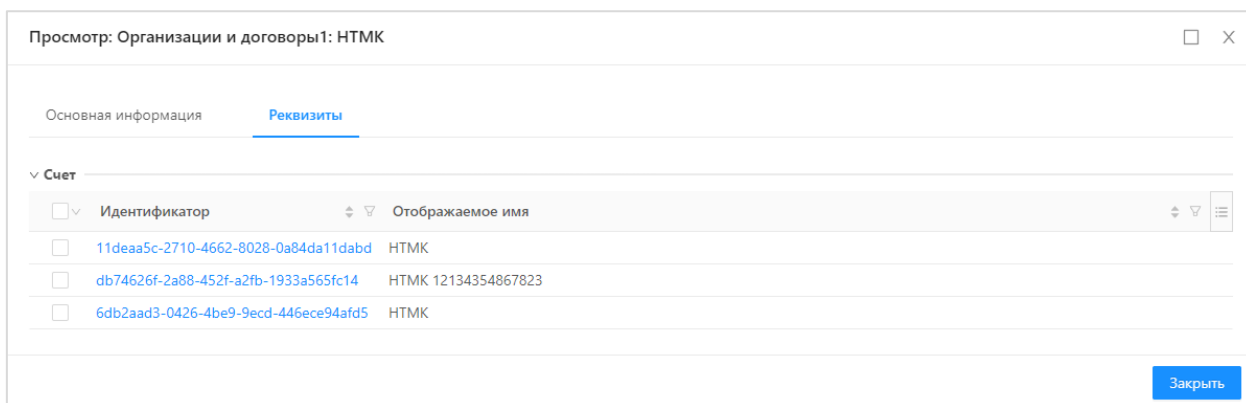 Просмотр: Организации и договоры1: НТМК
Основная информация Реквизиты
Счет
Идентификатор Отображаемое имя
11deaa5c-2710-4662-8028-0a84da11dabd НТМК
db74626f-2a88-452f-a2fb-1933a565fc14 НТМК 12134354867823
6db2aad3-0426-4be9-9ecd-446ece94afd5 НТМК
Закрыть